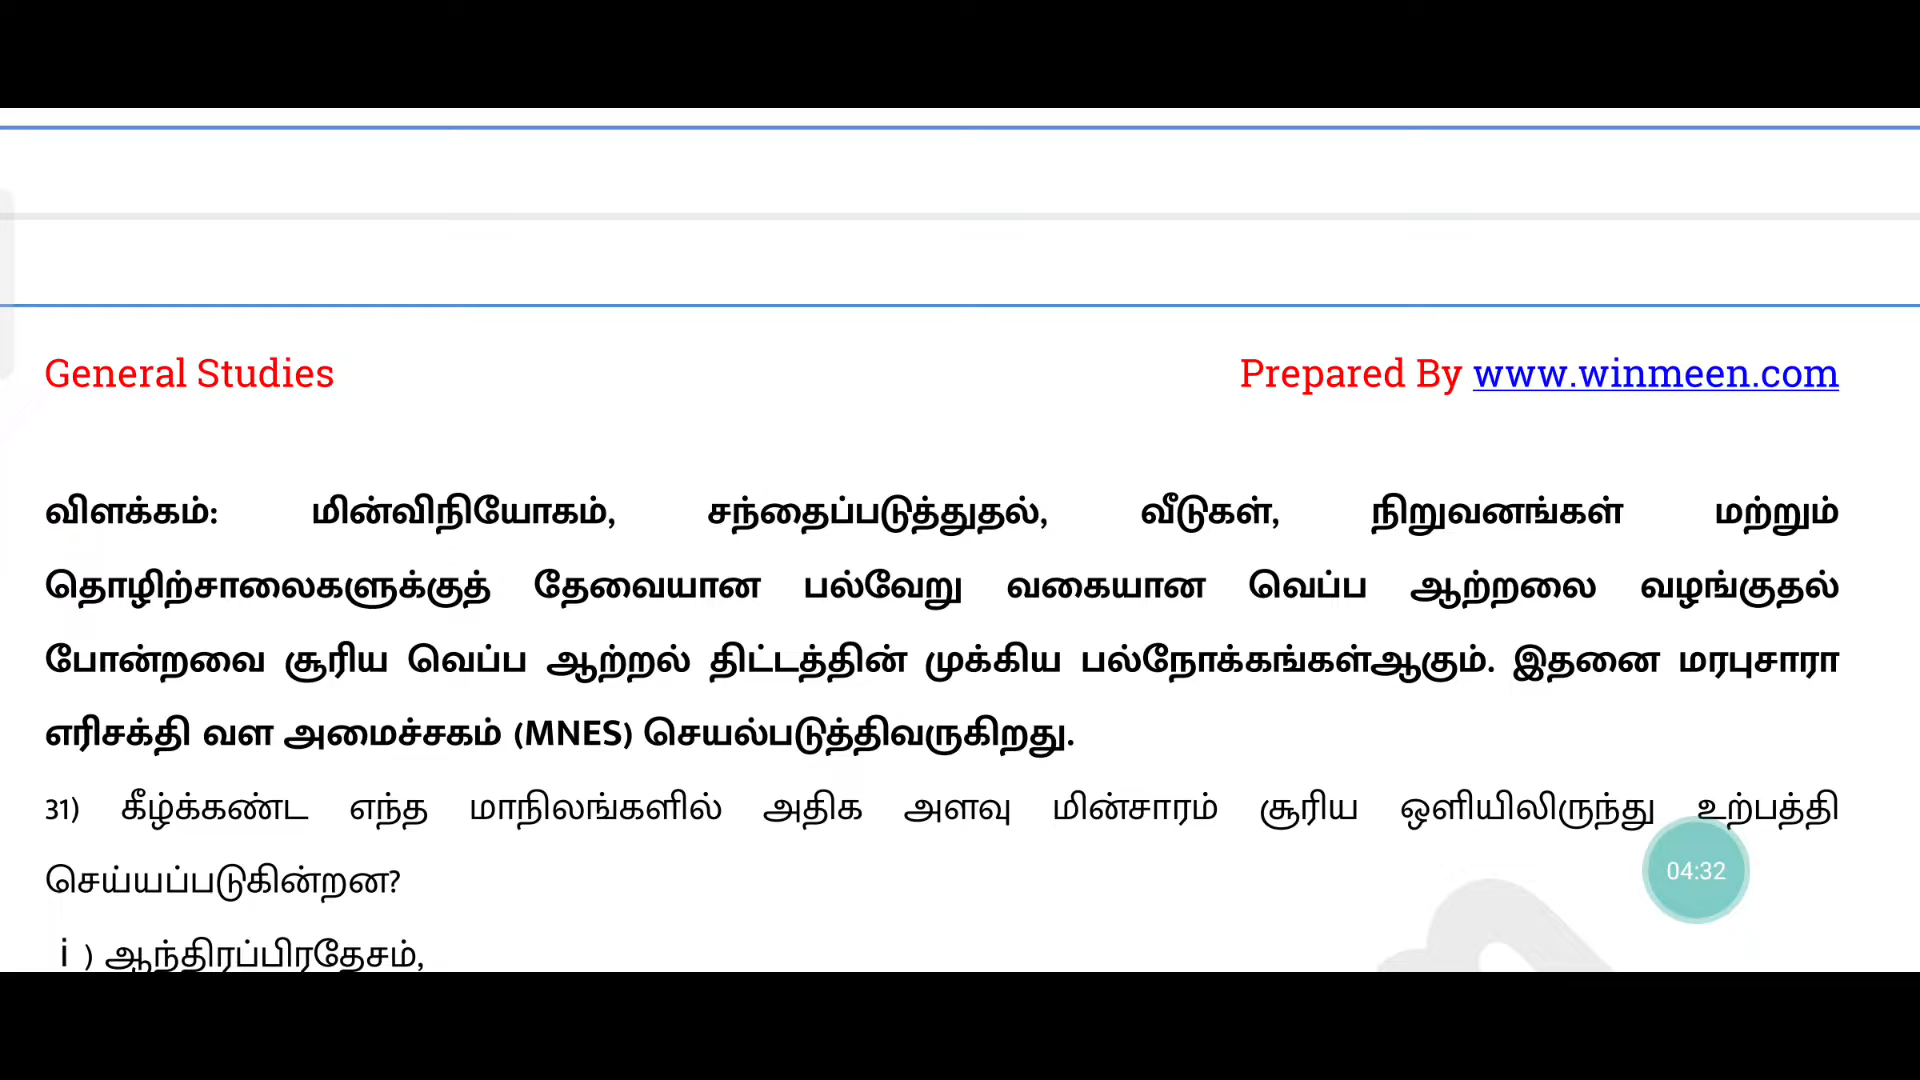 General Studies Prepared By www.winmeen.com
விளக்கம்: மின்விநியோகம், சந்தைப்படுத்துதல், வீடுகள், நிறுவனங்கள் மற்றும்
தொழிற்சாலைகளுக்குத் தேவையான பல்வேறு வகையான வெப்ப ஆற்றலை வழங்குதல்
போன்றவை சூரிய வெப்ப ஆற்றல் திட்டத்தின் முக்கிய பல்நோக்கங்கள்ஆகும். இதனை மரபுசாரா
எரிசக்தி வள அமைச்சகம் (MNES) செயல்படுத்திவருகிறது.
31) கீழ்க்கண்ட எந்த மாநிலங்களில் அதிக அளவு மின்சாரம் சூரிய ஒளியிலிருந்து உற்பத்தி
செய்யப்படுகின்றன?
04:32
i ) ஆந்திரப்பிரதேசம்,